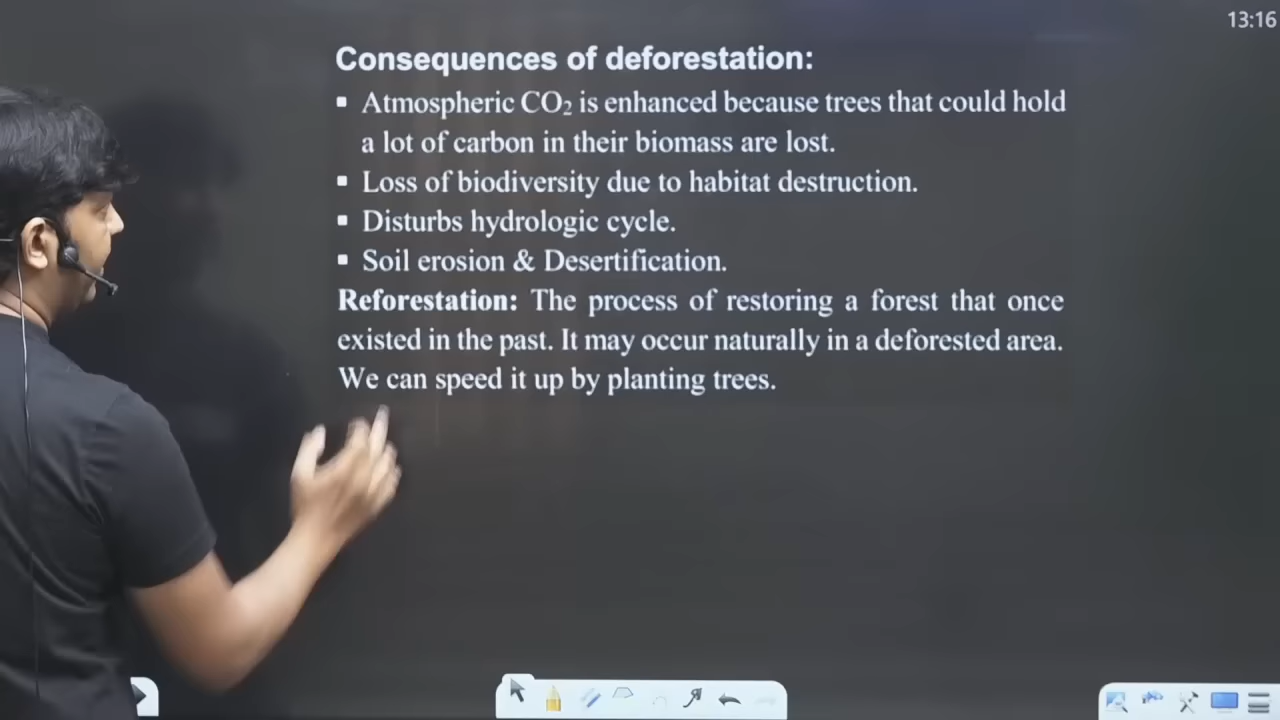 13:16
Consequences of deforestation:
▪ Atmospheric CO₂ is enhanced because trees that could hold
a lot of carbon in their biomass are lost.
▪ Loss of biodiversity due to habitat destruction.
▪ Disturbs hydrologic cycle.
▪ Soil erosion & Desertification.
Reforestation: The process of restoring a forest that once
existed in the past. It may occur naturally in a deforested area.
We can speed it up by planting trees.